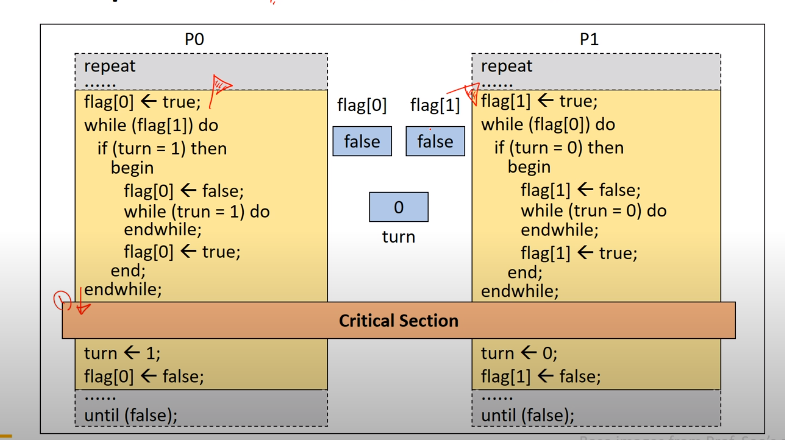 P0
repeat
......
flag[0] ← true;
while (flag[1]) do
if (turn = 1) then
begin
flag[0] ← false;
while (trun = 1) do
endwhile;
flag[0] ← true;
end;
endwhile;
flag[0]
flag[1]
false
false
0
turn
P1
repeat
......
flag[1] ← true;
while (flag[0]) do
if (turn = 0) then
begin
flag[1] ← false;
while (trun = 0) do
endwhile;
flag[1] ← true;
end;
endwhile;
1
Critical Section
turn ← 1;
flag[0] ← false;
......
until (false);
turn ← 0;
flag[1] ← false;
......
until (false);